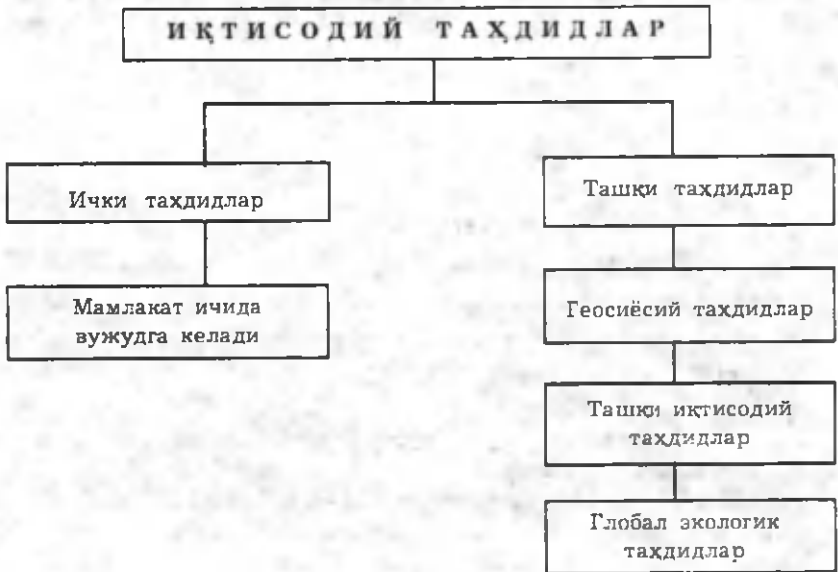 ИҚТИСОДИЙ ТАҲДИДЛАР
Ички таҳдидлар
Мамлакат ичида
вужудга келади
Ташқи таҳдидлар
Геосиёсий таҳдидлар
Ташқи иқтисодий
таҳдидлар
Глобал экологик
таҳдидлар